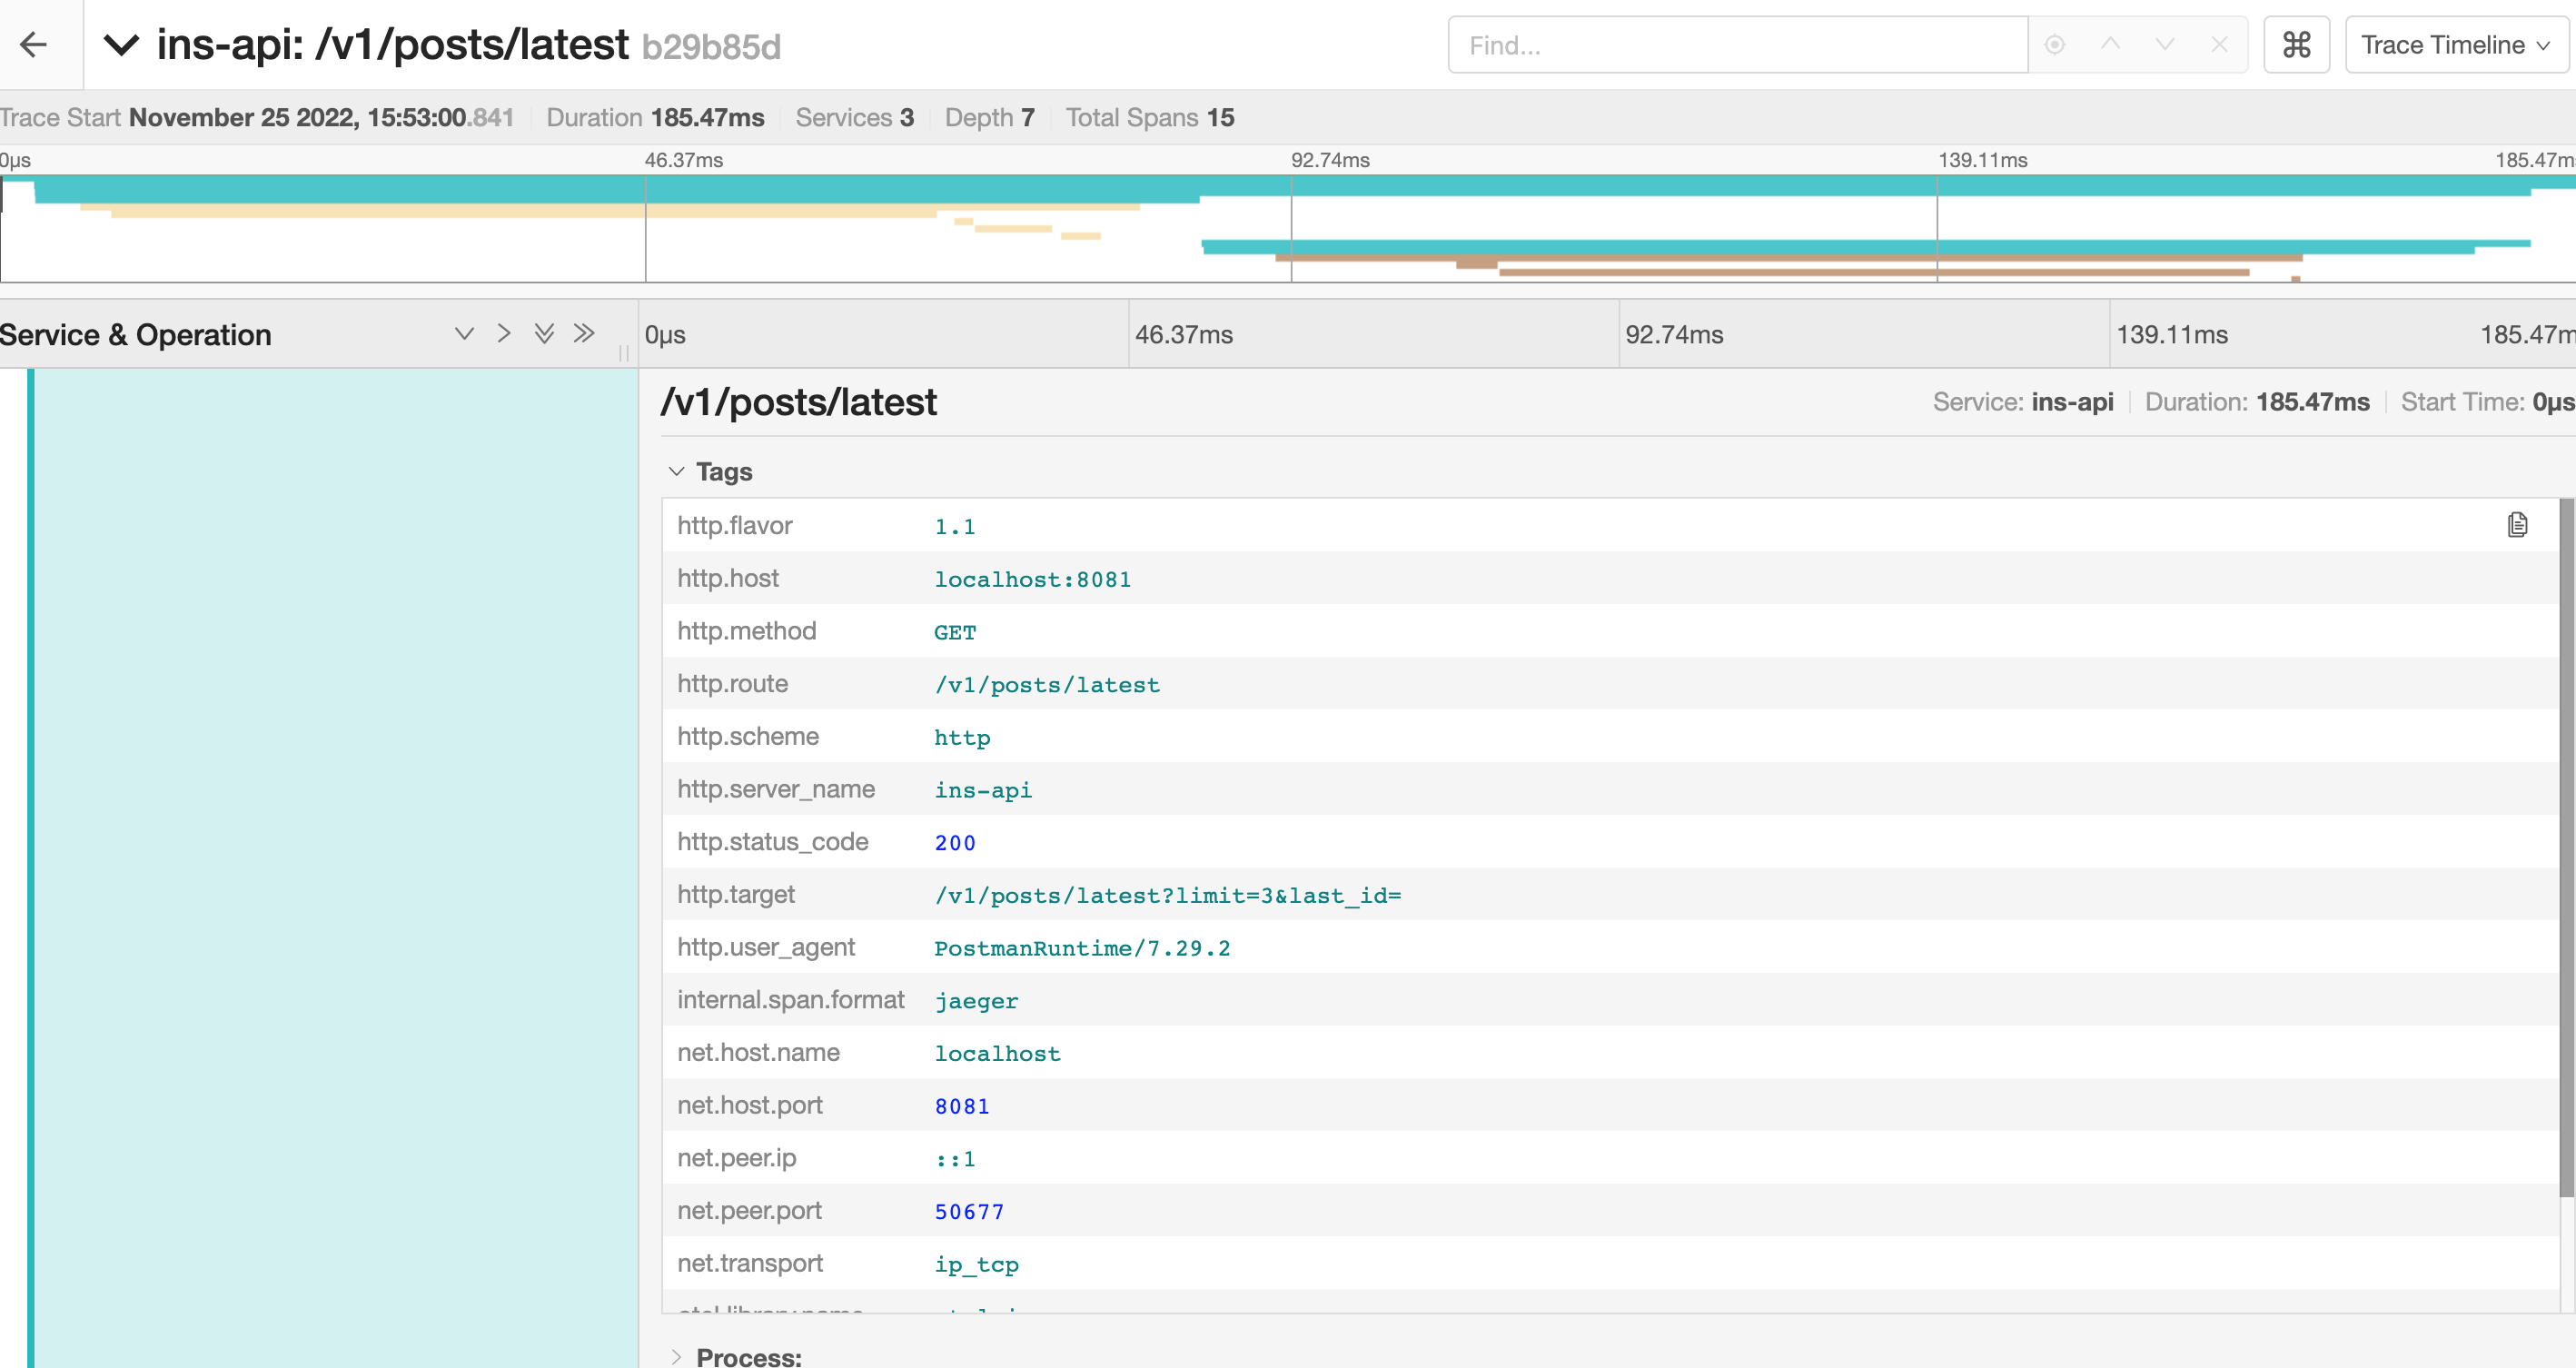 ins-api: /v1/posts/latest b29b85d
Find...
⌘
Trace Timeline
Trace Start November 25 2022, 15:53:00.841 Duration 185.47ms Services 3 Depth 7 Total Spans 15
0μs 46.37ms 92.74ms 139.11ms 185.47m
Service & Operation
0μs 46.37ms 92.74ms 139.11ms 185.47m
/v1/posts/latest
Service: ins-api Duration: 185.47ms Start Time: 0μs
Tags
http.flavor 1.1
http.host localhost:8081
http.method GET
http.route /v1/posts/latest
http.scheme http
http.server_name ins-api
http.status_code 200
http.target /v1/posts/latest?limit=3&last_id=
http.user_agent PostmanRuntime/7.29.2
internal.span.format jaeger
net.host.name localhost
net.host.port 8081
net.peer.ip ::1
net.peer.port 50677
net.transport ip_tcp
otel.library.name
Process: